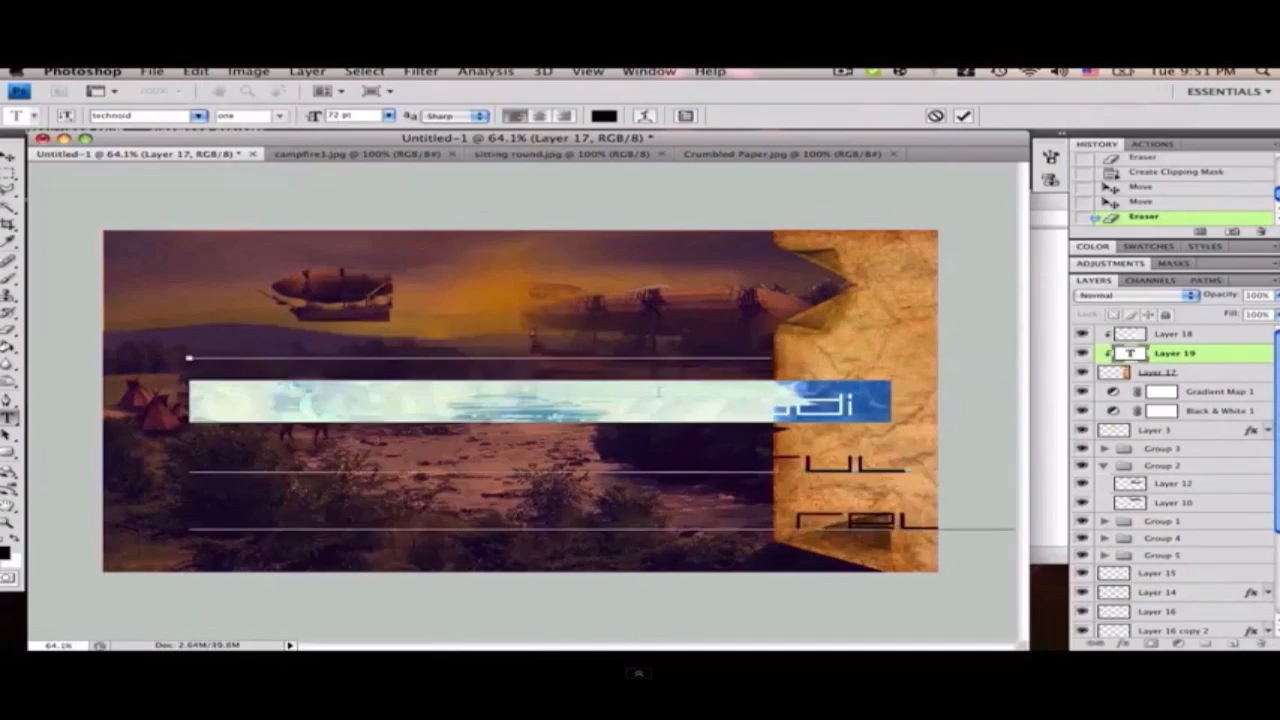 Photoshop File Edit Image Layer Select Filter Analysis 3D View Window Help Tue 9:51 PM
Ps ESSENTIALS
T technoid one 72 pt Sharp
Untitled-1 @ 64.1% (Layer 17, RGB/8) *
Untitled-1 @ 64.1% (Layer 17, RGB/8) * campfire1.jpg @ 100% (RGB/8#) sitting round.jpg @ 100% (RGB/8) Crumbled Paper.jpg @ 100% (RGB/8#)
HISTORY ACTIONS
Eraser
Create Clipping Mask
Move
Move
Eraser
COLOR SWATCHES STYLES
ADJUSTMENTS MASKS
LAYERS CHANNELS PATHS
Normal Opacity: 100%
Lock: Fill: 100%
Layer 18
T Layer 19
Layer 17
Gradient Map 1
Black & White 1
Layer 3 fx
Group 3
Group 2
Layer 12
Layer 10
Group 1
Group 4
Group 5
Layer 15
Layer 14 fx
Layer 16
Layer 16 copy 2 fx
64.1% Doc: 2.64M/39.8M